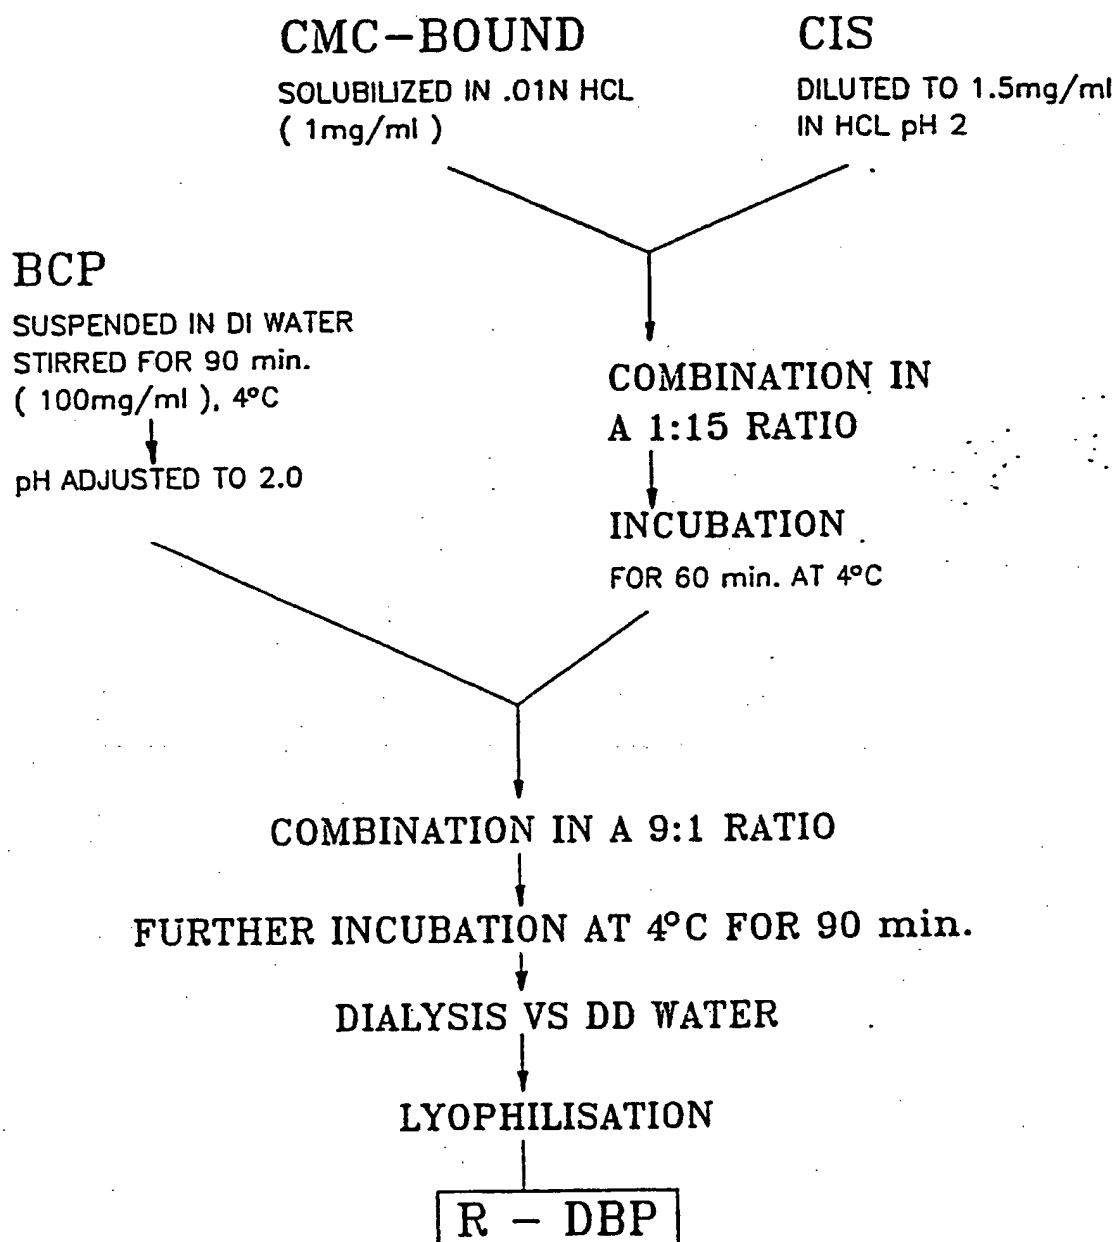 CMC-BOUND
SOLUBILIZED IN .01N HCL
( 1mg/ml )
CIS
DILUTED TO 1.5mg/ml
IN HCL pH 2
BCP
SUSPENDED IN DI WATER
STIRRED FOR 90 min.
( 100mg/ml ), 4ºC
pH ADJUSTED TO 2.0
COMBINATION IN
A 1:15 RATIO
INCUBATION
FOR 60 min. AT 4ºC
COMBINATION IN A 9:1 RATIO
FURTHER INCUBATION AT 4ºC FOR 90 min.
DIALYSIS VS DD WATER
LYOPHILISATION
R - DBP